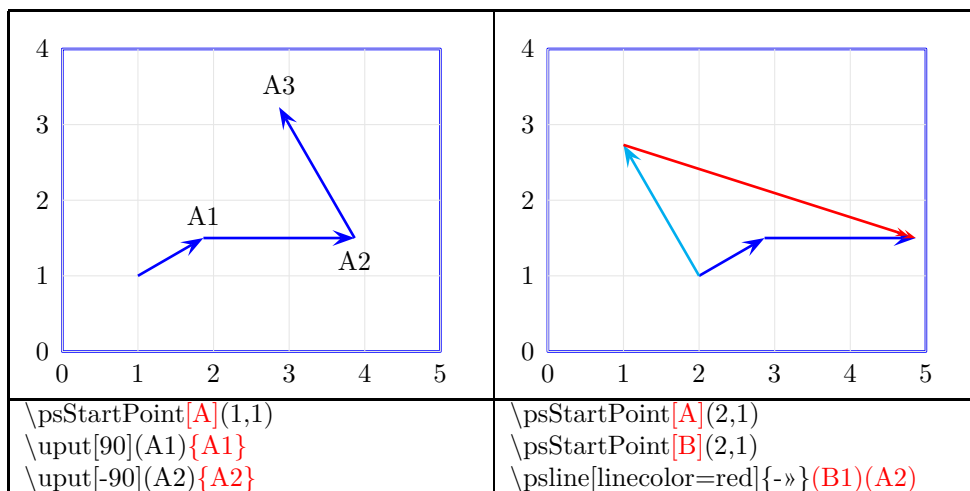 4
3
2
1
0
0 1 2 3 4 5
A3
A1
A2
4
3
2
1
0
0 1 2 3 4 5
\psStartPoint[A](1,1)
\uput[90](A1){A1}
\uput[-90](A2){A2}
\psStartPoint[A](2,1)
\psStartPoint[B](2,1)
\psline[linecolor=red]{-»}(B1)(A2)